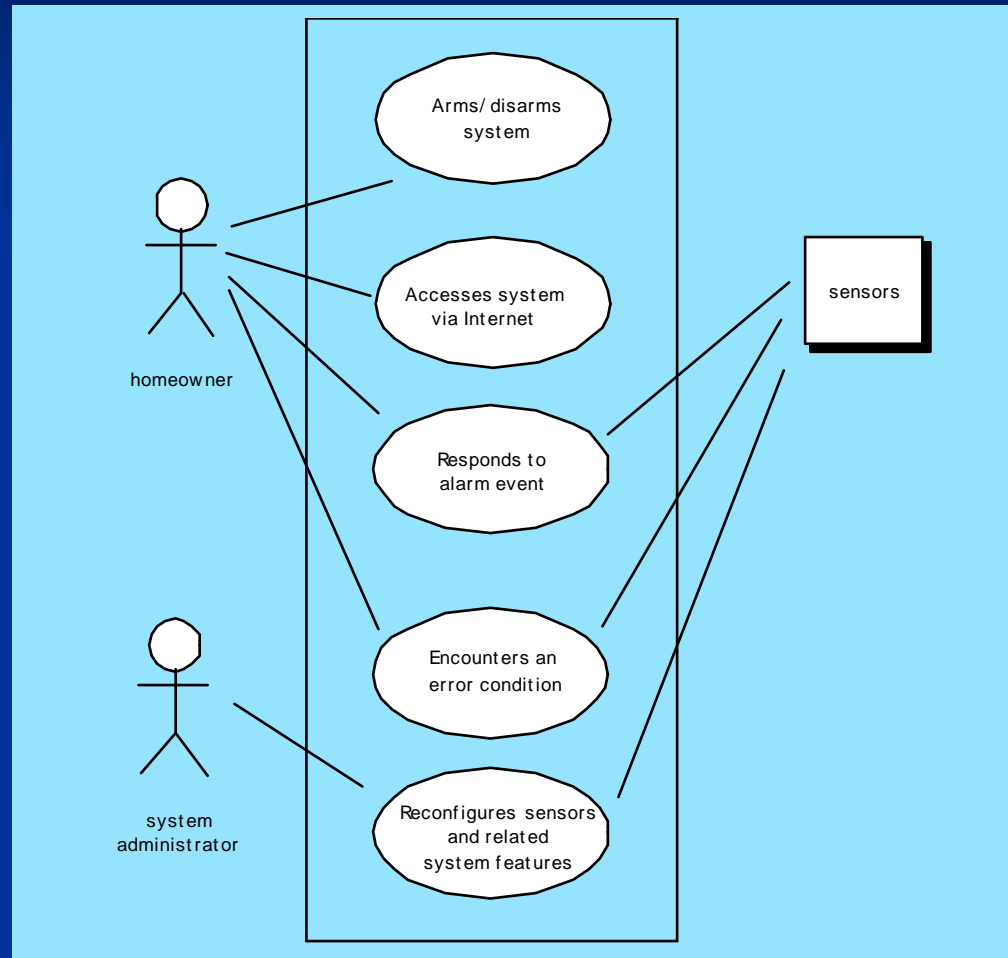 Arms/disarms
system
Accesses system
via Internet
sensors
homeowner
Responds to
alarm event
Encounters an
error condition
system
administrator
Reconfigures sensors
and related
system features